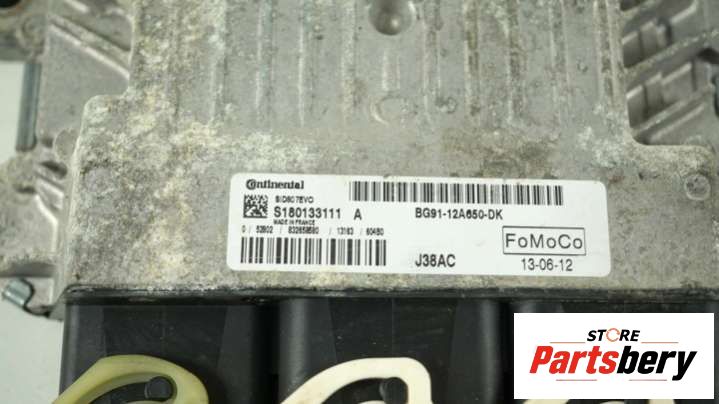 Continental
SID807EVO
S180133111 A
MADE IN FRANCE
BG91-12A650-DK
J38AC
FoMoCo
13-06-12
STORE
Partsbery